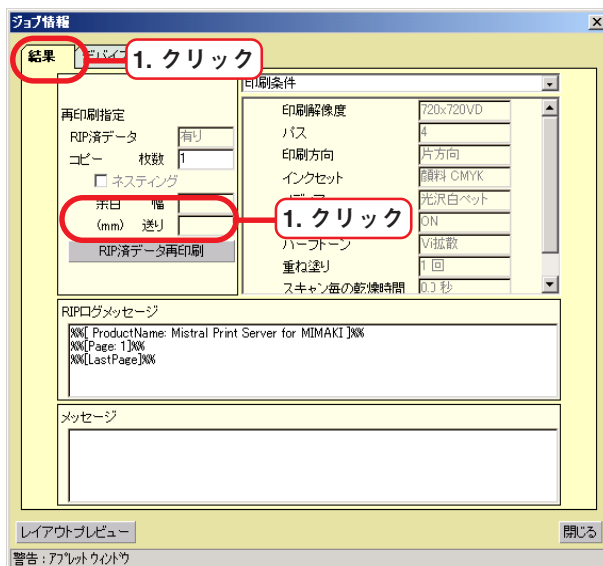 ジョブ情報
結果
1. クリック
印刷条件
再印刷指定
RIP済データ 有り
コピー 枚数 1
ネスティング
余白 幅
(mm) 送り
1. クリック
RIP済データ再印刷
印刷解像度 720x720VD
パス 4
印刷方向 片方向
インクセット 顔料 CMYK
光沢白ペット
ON
ハーフトーン Vi拡散
重ね塗り 1 回
スキャン毎の乾燥時間 0.0 秒
RIPログメッセージ
%%[ ProductName: Mistral Print Server for MIMAKI ]%%
%%[Page: 1]%%
%%[LastPage]%%
メッセージ
レイアウトプレビュー
閉じる
警告 : アプレット ウィンドウ